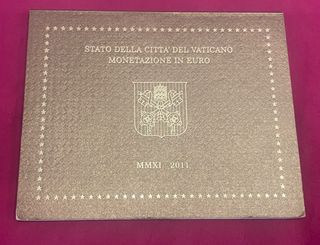 STATO DELLA CITTA' DEL VATICANO
MONETAZIONE IN EURO
MMXI - 2011